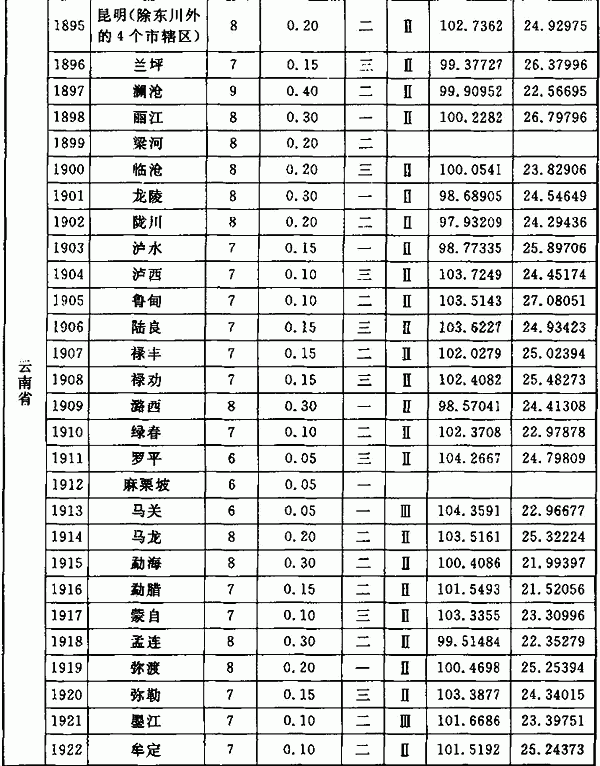 云南省
1895 昆明(除东川外的4个市辖区) 8 0.20 二 Ⅱ 102.7362 24.92975
1896 兰坪 7 0.15 三 Ⅱ 99.37727 26.37996
1897 澜沧 9 0.40 二 Ⅱ 99.90952 22.56695
1898 丽江 8 0.30 一 Ⅱ 100.2282 26.79796
1899 梁河 8 0.20 二
1900 临沧 8 0.20 三 Ⅱ 100.0541 23.82906
1901 龙陵 8 0.30 一 Ⅱ 98.68905 24.54649
1902 陇川 8 0.20 二 Ⅱ 97.93209 24.29436
1903 泸水 7 0.15 一 Ⅱ 98.77335 25.89706
1904 泸西 7 0.10 三 Ⅱ 103.7249 24.45174
1905 鲁甸 7 0.10 二 Ⅱ 103.5143 27.08051
1906 陆良 7 0.15 三 Ⅱ 103.6227 24.93423
1907 禄丰 7 0.15 二 Ⅱ 102.0279 25.02394
1908 禄劝 7 0.15 三 Ⅱ 102.4082 25.48273
1909 潞西 8 0.30 一 Ⅱ 98.57041 24.41308
1910 绿春 7 0.10 二 Ⅱ 102.3708 22.97878
1911 罗平 6 0.05 三 Ⅱ 104.2667 24.79809
1912 麻栗坡 6 0.05 一
1913 马关 6 0.05 一 Ⅲ 104.3591 22.96677
1914 马龙 8 0.20 二 Ⅱ 103.5161 25.32224
1915 勐海 8 0.30 二 Ⅱ 100.4086 21.99397
1916 勐腊 7 0.15 二 Ⅱ 101.5493 21.52056
1917 蒙自 7 0.10 三 Ⅱ 103.3355 23.30996
1918 孟连 8 0.30 二 Ⅱ 99.51484 22.35279
1919 弥渡 8 0.20 一 Ⅱ 100.4698 25.25394
1920 弥勒 7 0.15 三 Ⅱ 103.3877 24.34015
1921 墨江 7 0.10 二 Ⅲ 101.6686 23.39751
1922 牟定 7 0.10 二 Ⅱ 101.5192 25.24373